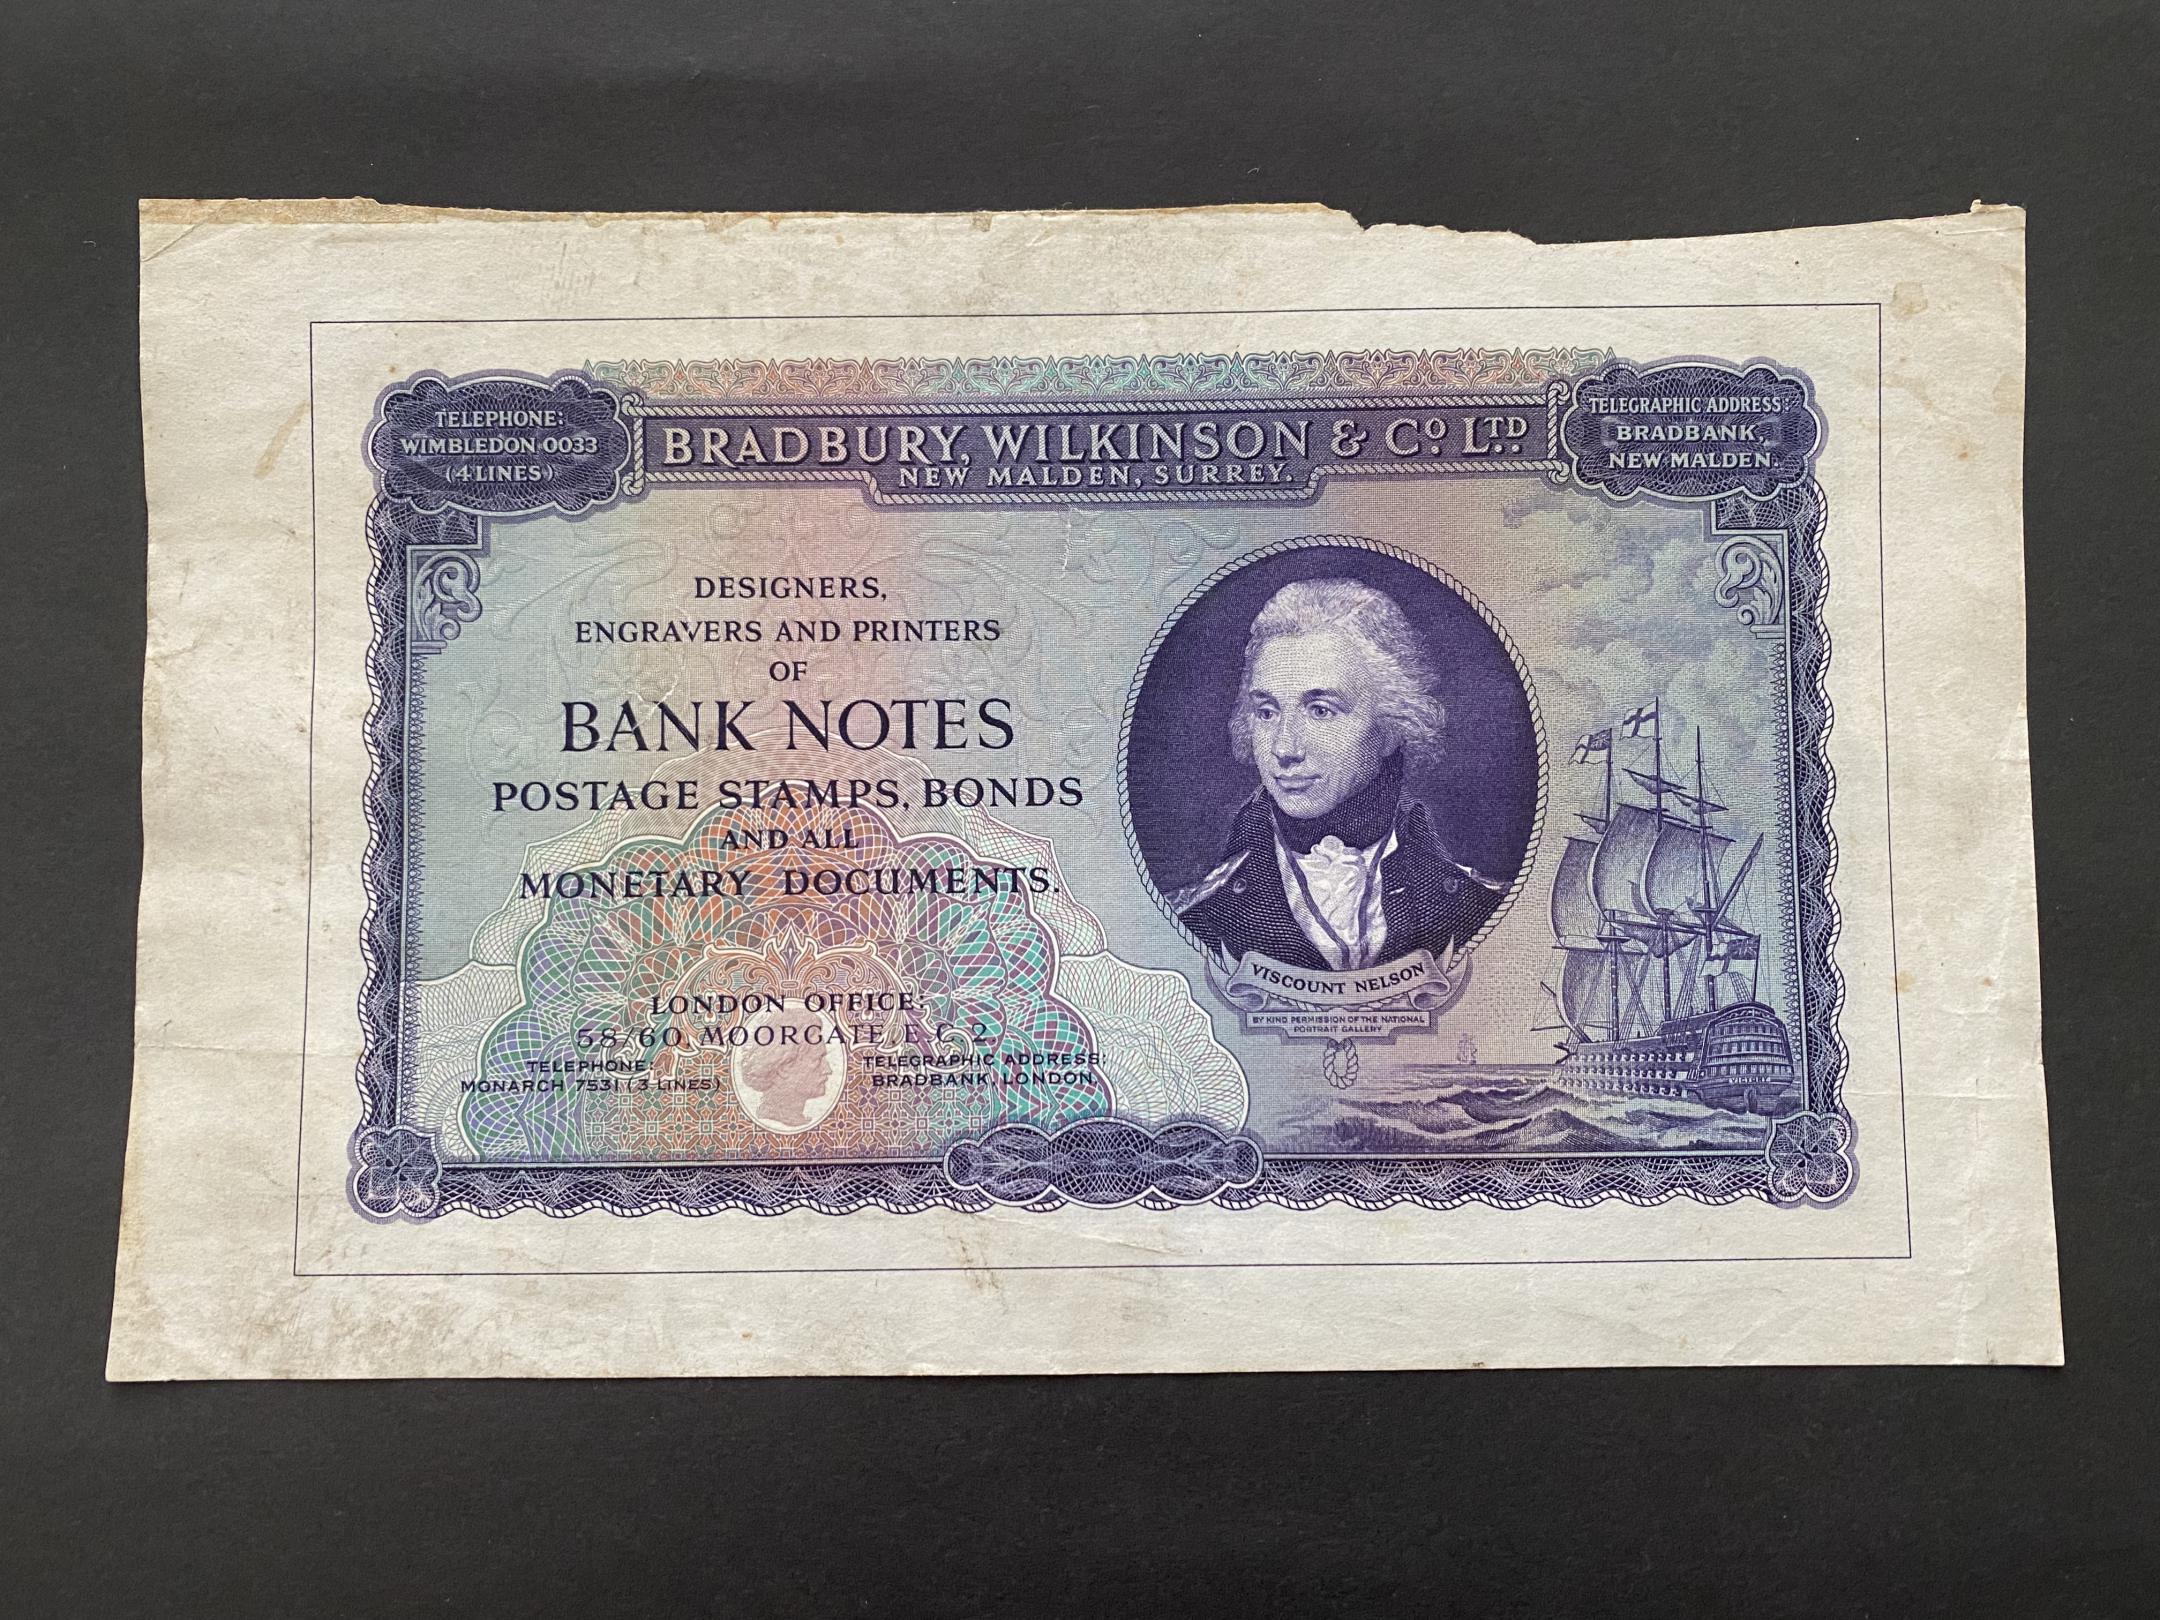 TELEPHONE:
WIMBLEDON 0033
(4 LINES)
BRADBURY, WILKINSON & Co. LTD.
NEW MALDEN, SURREY.
TELEGRAPHIC ADDRESS:
BRADBANK,
NEW MALDEN.
DESIGNERS,
ENGRAVERS AND PRINTERS
OF
BANK NOTES
POSTAGE STAMPS, BONDS
AND ALL
MONETARY DOCUMENTS.
LONDON OFFICE:
58/60, MOORGATE, E.C. 2.
TELEPHONE:
MONARCH 7531 (3 LINES)
TELEGRAPHIC ADDRESS:
BRADBANK, LONDON.
VISCOUNT NELSON
BY KIND PERMISSION OF THE NATIONAL
PORTRAIT GALLERY
VICTORY